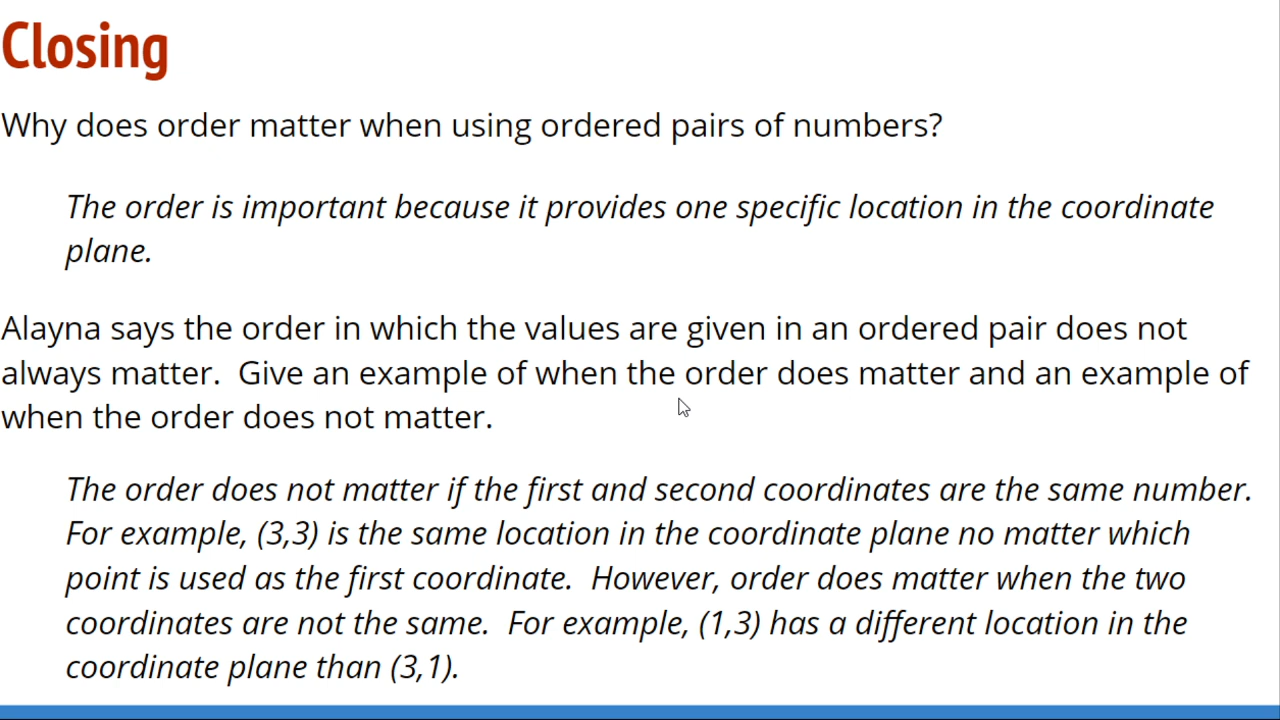 Closing
Why does order matter when using ordered pairs of numbers?
The order is important because it provides one specific location in the coordinate
plane.
Alayna says the order in which the values are given in an ordered pair does not
always matter.  Give an example of when the order does matter and an example of
when the order does not matter.
The order does not matter if the first and second coordinates are the same number.
For example, (3,3) is the same location in the coordinate plane no matter which
point is used as the first coordinate.  However, order does matter when the two
coordinates are not the same.  For example, (1,3) has a different location in the
coordinate plane than (3,1).